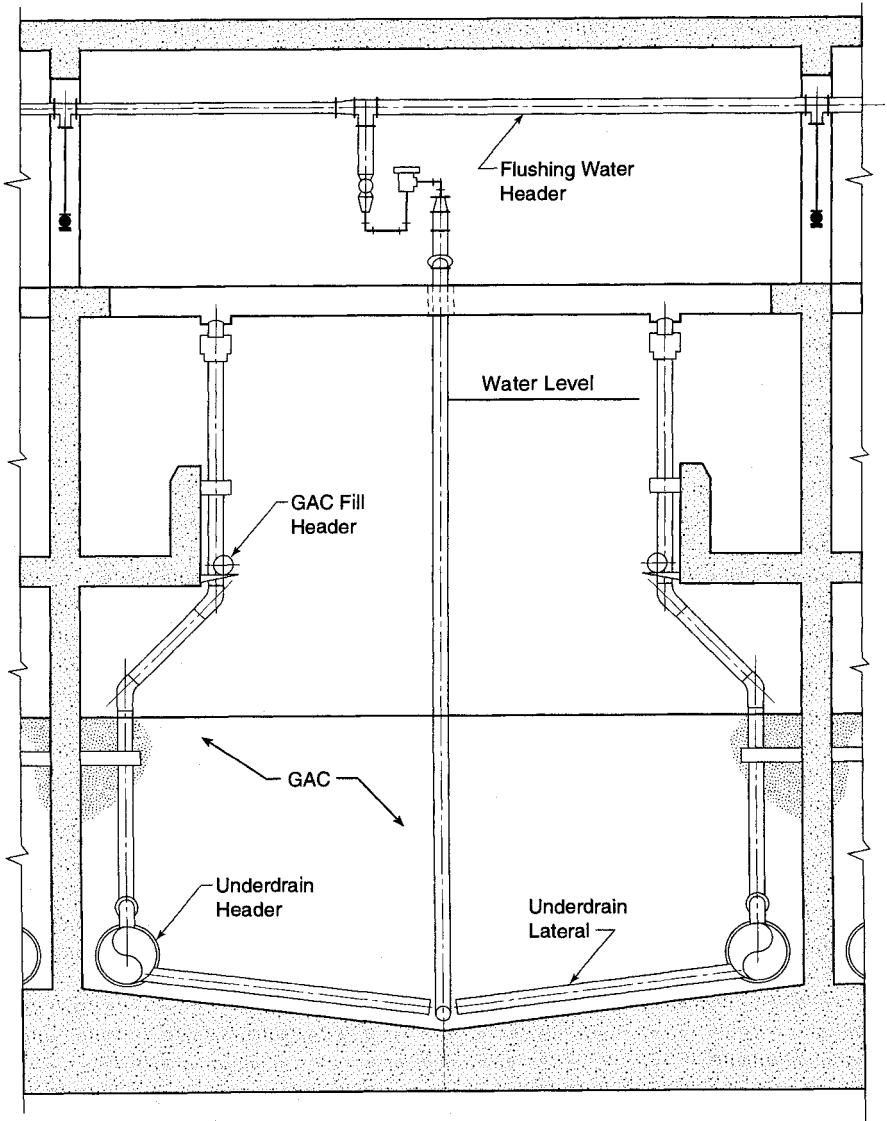 Flushing Water
Header
Water Level
GAC Fill
Header
GAC
Underdrain
Header
Underdrain
Lateral